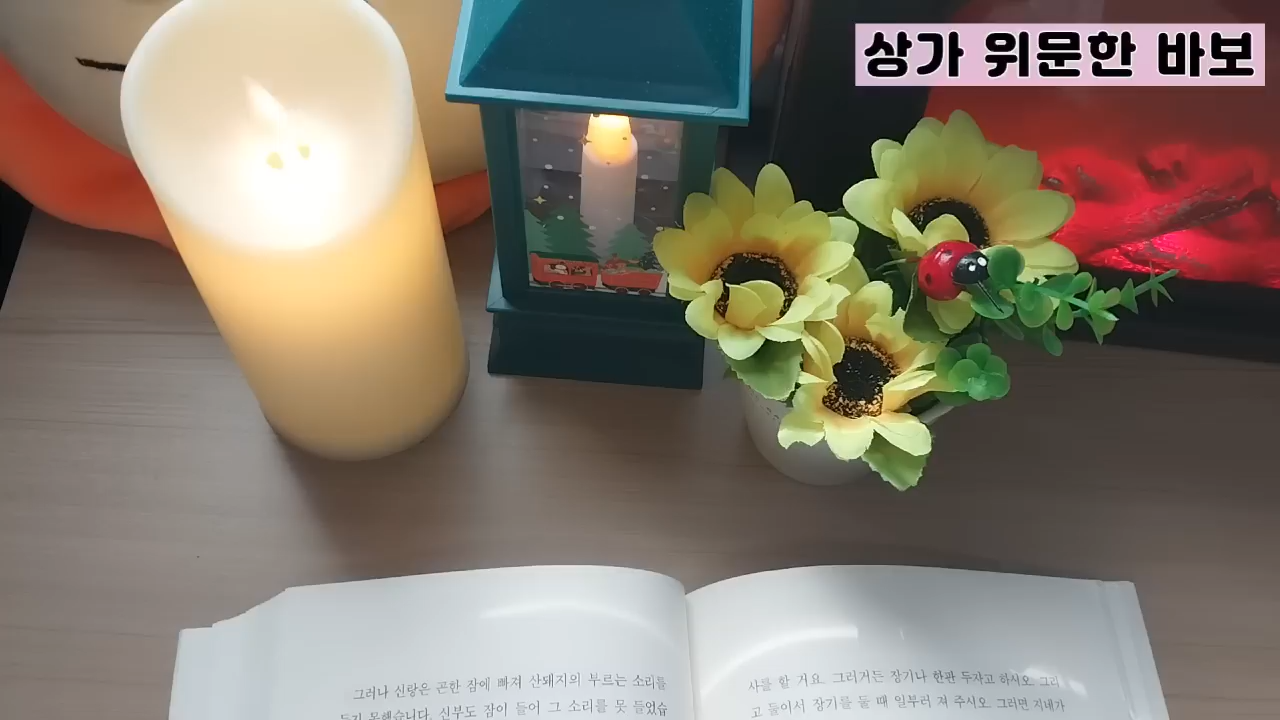 상가 위문한 바보
그러나 신랑은 곤한 잠에 빠져 산돼지의 부르는 소리를
듣지 못했습니다. 신부도 잠이 들어 그 소리를 못 들었습
사를 할 거요. 그러거든 장기나 한판 두자고 하시오. 그리
고 둘이서 장기를 둘 때 일부러 져 주시오. 그러면 지네가